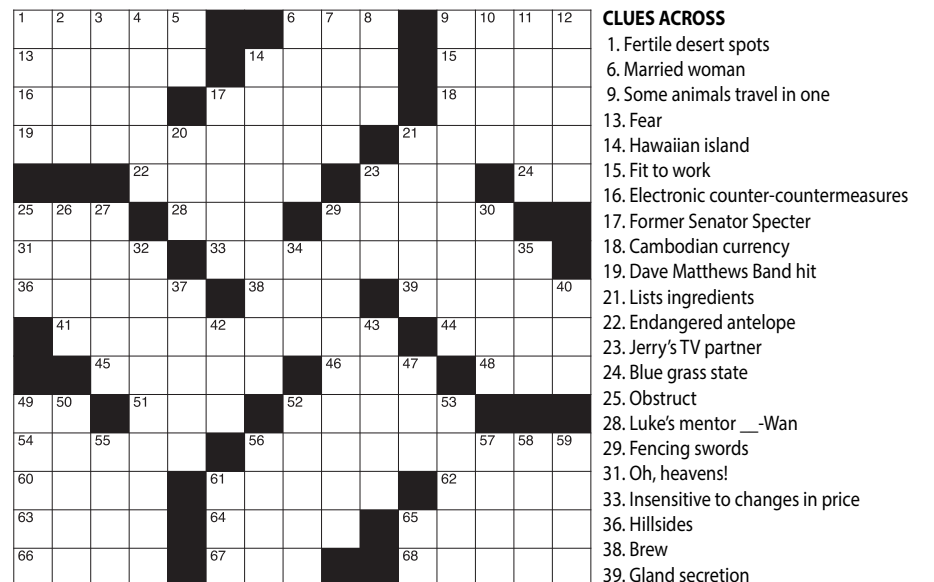 1 2 3 4 5 6 7 8 9 10 11 12
13 14 15
16 17 18
19 20 21
22 23 24
25 26 27 28 29 30
31 32 33 34 35
36 37 38 39 40
41 42 43 44
45 46 47 48
49 50 51 52 53
54 55 56 57 58 59
60 61 62
63 64 65
66 67 68
CLUES ACROSS
1. Fertile desert spots
6. Married woman
9. Some animals travel in one
13. Fear
14. Hawaiian island
15. Fit to work
16. Electronic counter-countermeasures
17. Former Senator Specter
18. Cambodian currency
19. Dave Matthews Band hit
21. Lists ingredients
22. Endangered antelope
23. Jerry's TV partner
24. Blue grass state
25. Obstruct
28. Luke's mentor __-Wan
29. Fencing swords
31. Oh, heavens!
33. Insensitive to changes in price
36. Hillsides
38. Brew
39. Gland secretion